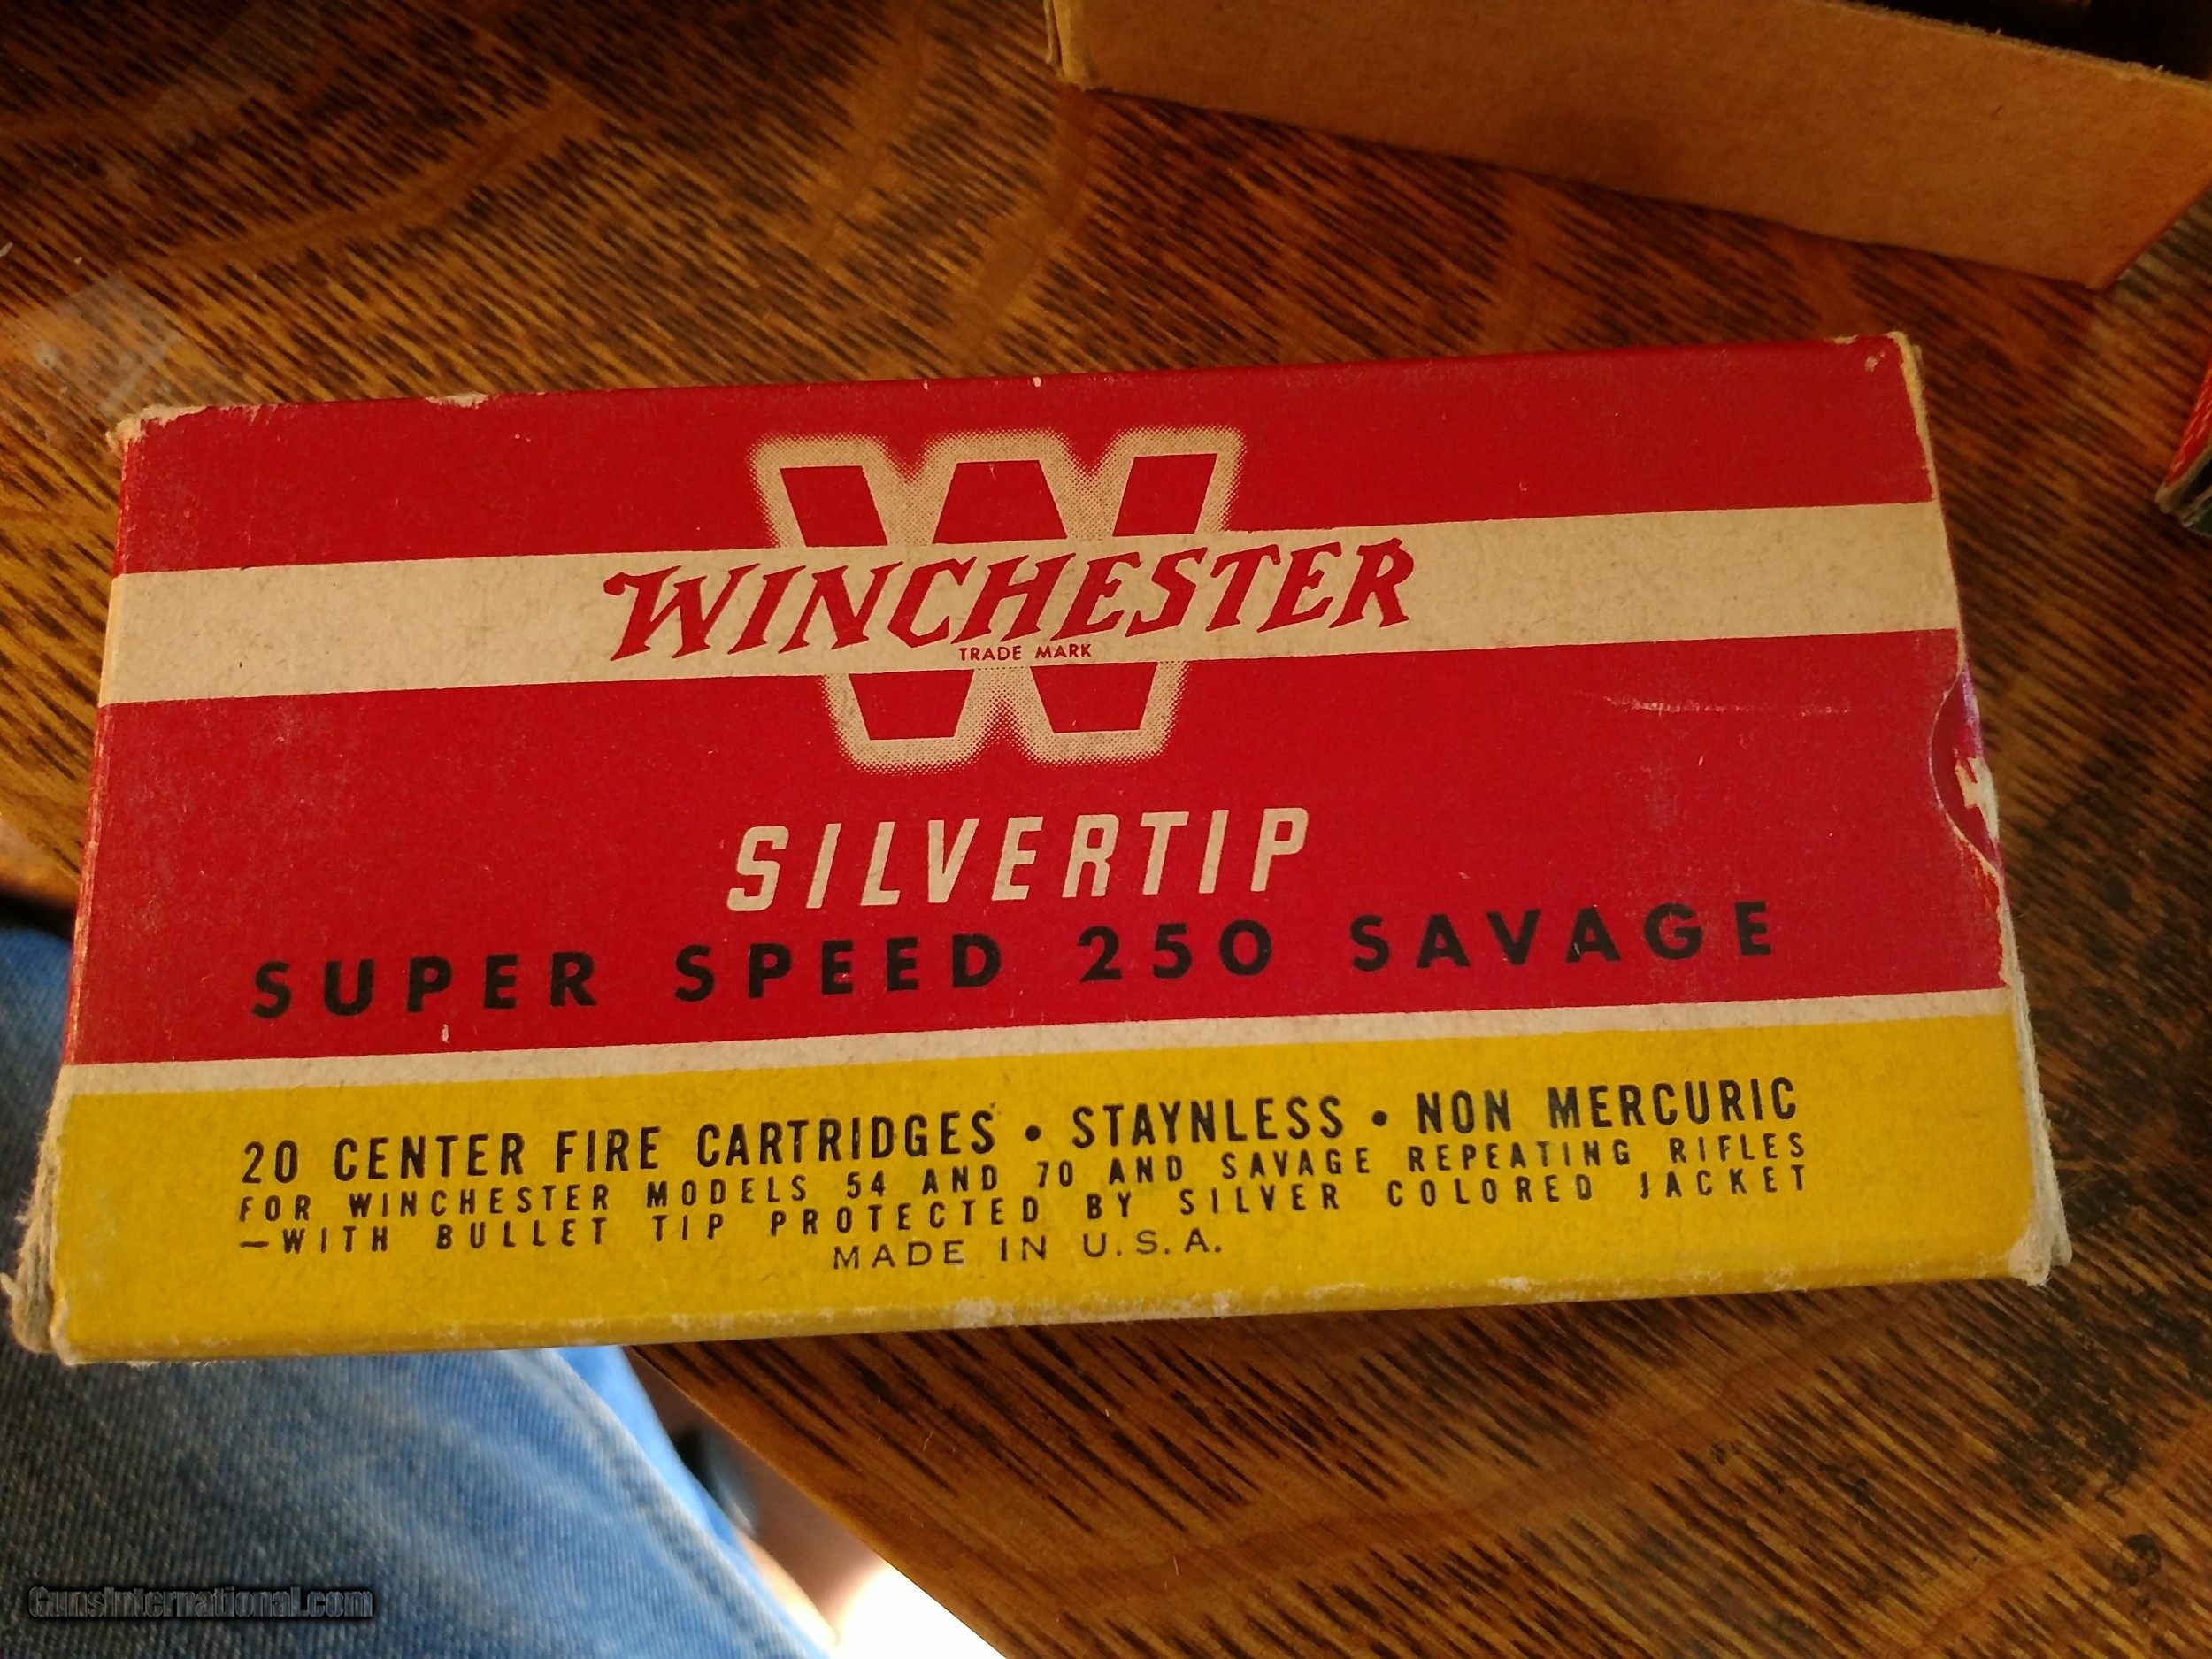 W
WINCHESTER
TRADE MARK
SILVERTIP
SUPER SPEED 250 SAVAGE
20 CENTER FIRE CARTRIDGES • STAYNLESS • NON MERCURIC
FOR WINCHESTER MODELS 54 AND 70 AND SAVAGE REPEATING RIFLES
—WITH BULLET TIP PROTECTED BY SILVER COLORED JACKET
MADE IN U.S.A.
GunsInternational.com